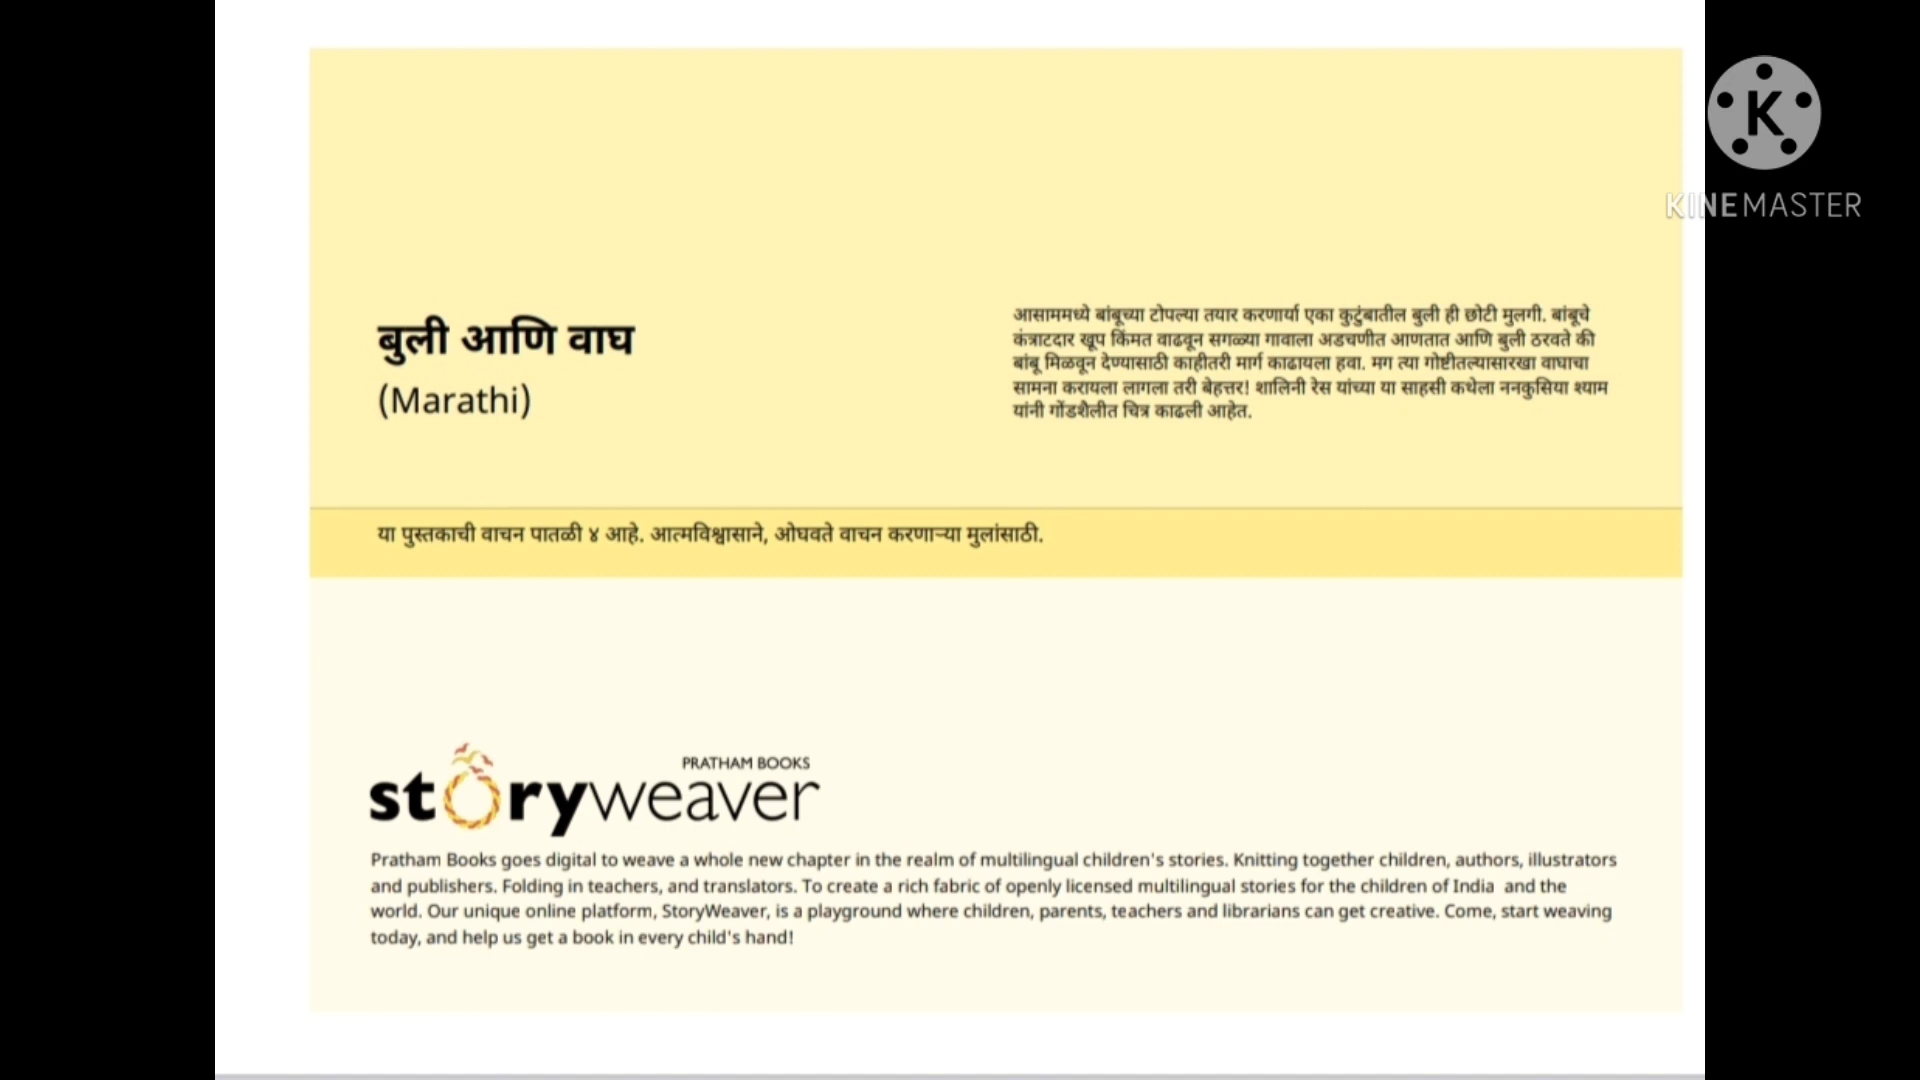 बुली आणि वाघ
(Marathi)
आसाममध्ये बांबूच्या टोपल्या तयार करणार्या एका कुटुंबातील बुली ही छोटी मुलगी. बांबूचे
कंत्राटदार खूप किंमत वाढवून सगळ्या गावाला अडचणीत आणतात आणि बुली ठरवते की
बांबू मिळवून देण्यासाठी काहीतरी मार्ग काढायला हवा. मग त्या गोष्टीतल्यासारखा वाघाचा
सामना करायला लागला तरी बेहत्तर! शालिनी रेस यांच्या या साहसी कथेला ननकुसिया श्याम
यांनी गोंडशैलीत चित्र काढली आहेत.
या पुस्तकाची वाचन पातळी ४ आहे. आत्मविश्वासाने, ओघवते वाचन करणाऱ्या मुलांसाठी.
PRATHAM BOOKS
storyweaver
Pratham Books goes digital to weave a whole new chapter in the realm of multilingual children's stories. Knitting together children, authors, illustrators
and publishers. Folding in teachers, and translators. To create a rich fabric of openly licensed multilingual stories for the children of India and the
world. Our unique online platform, StoryWeaver, is a playground where children, parents, teachers and librarians can get creative. Come, start weaving
today, and help us get a book in every child's hand!
K
KINEMASTER